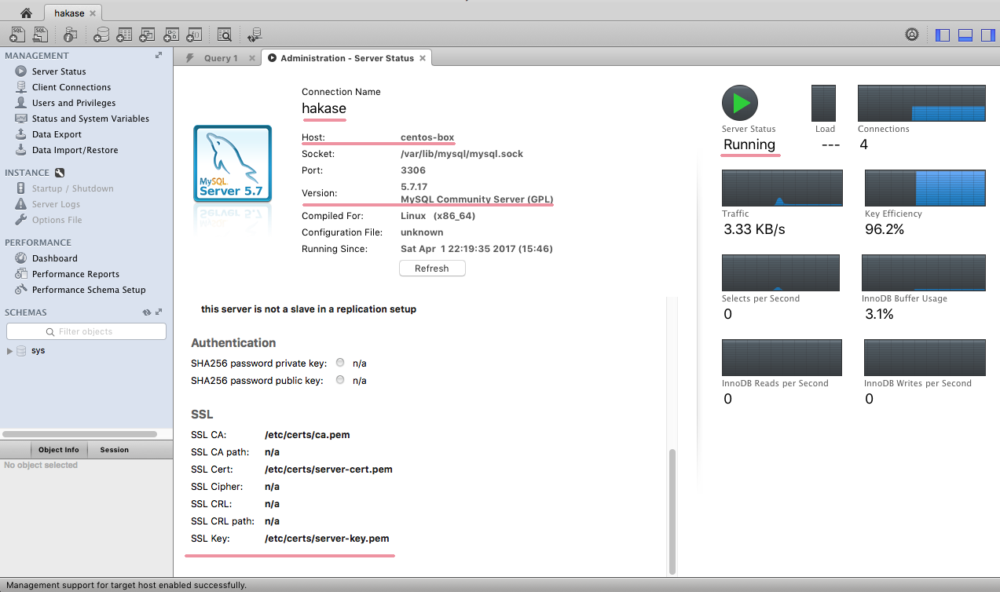 hakase
SQL
SQL
MANAGEMENT
Server Status
Client Connections
Users and Privileges
Status and System Variables
Data Export
Data Import/Restore
INSTANCE
Startup / Shutdown
Server Logs
Options File
PERFORMANCE
Dashboard
Performance Reports
Performance Schema Setup
SCHEMAS
Filter objects
sys
Object Info Session
No object selected
Query 1 Administration - Server Status
MySQL
Server 5.7
Connection Name
hakase
Host: centos-box
Socket: /var/lib/mysql/mysql.sock
Port: 3306
Version: 5.7.17
MySQL Community Server (GPL)
Compiled For: Linux (x86_64)
Configuration File: unknown
Running Since: Sat Apr 1 22:19:35 2017 (15:46)
Refresh
this server is not a slave in a replication setup
Authentication
SHA256 password private key: n/a
SHA256 password public key: n/a
SSL
SSL CA: /etc/certs/ca.pem
SSL CA path: n/a
SSL Cert: /etc/certs/server-cert.pem
SSL Cipher: n/a
SSL CRL: n/a
SSL CRL path: n/a
SSL Key: /etc/certs/server-key.pem
Server Status Load Connections
Running --- 4
Traffic Key Efficiency
3.33 KB/s 96.2%
Selects per Second InnoDB Buffer Usage
0 3.1%
InnoDB Reads per Second InnoDB Writes per Second
0 0
Management support for target host enabled successfully.